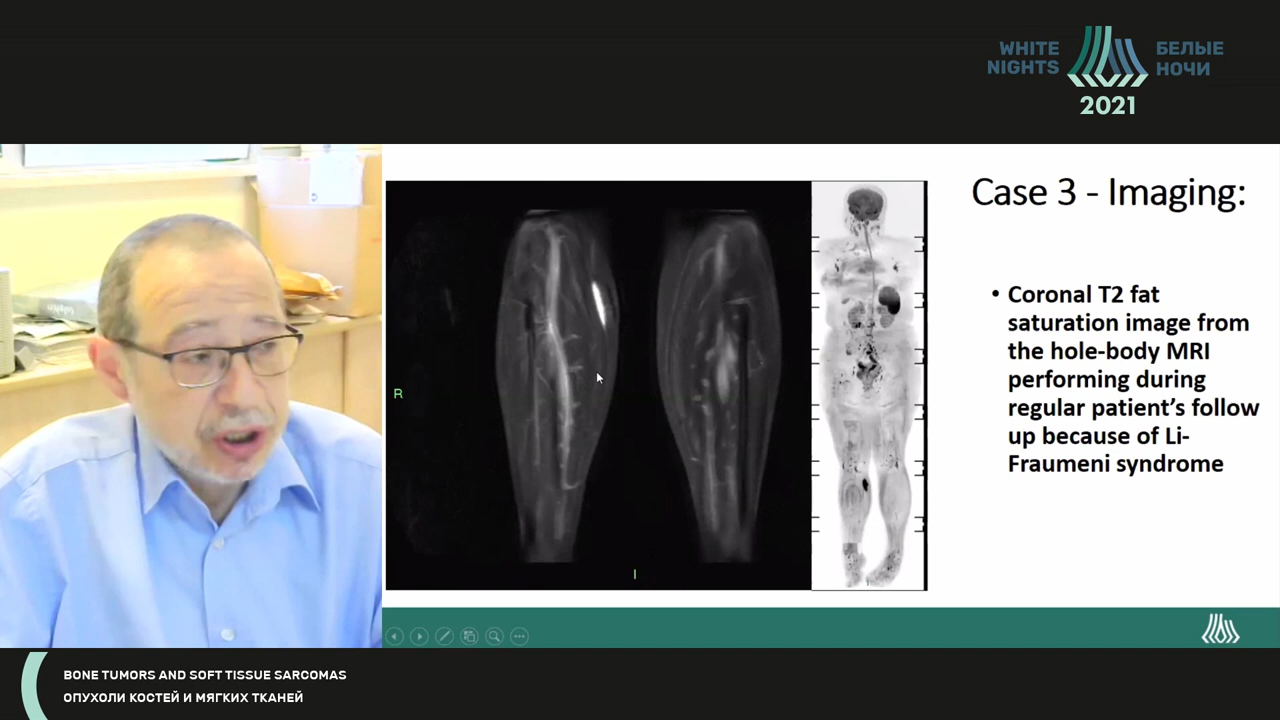 WHITE
NIGHTS
БЕЛЫЕ
НОЧИ
2021
Case 3 - Imaging:
• Coronal T2 fat
saturation image from
the hole-body MRI
performing during
regular patient's follow
up because of Li-
Fraumeni syndrome
R
I
BONE TUMORS AND SOFT TISSUE SARCOMAS
ОПУХОЛИ КОСТЕЙ И МЯГКИХ ТКАНЕЙ